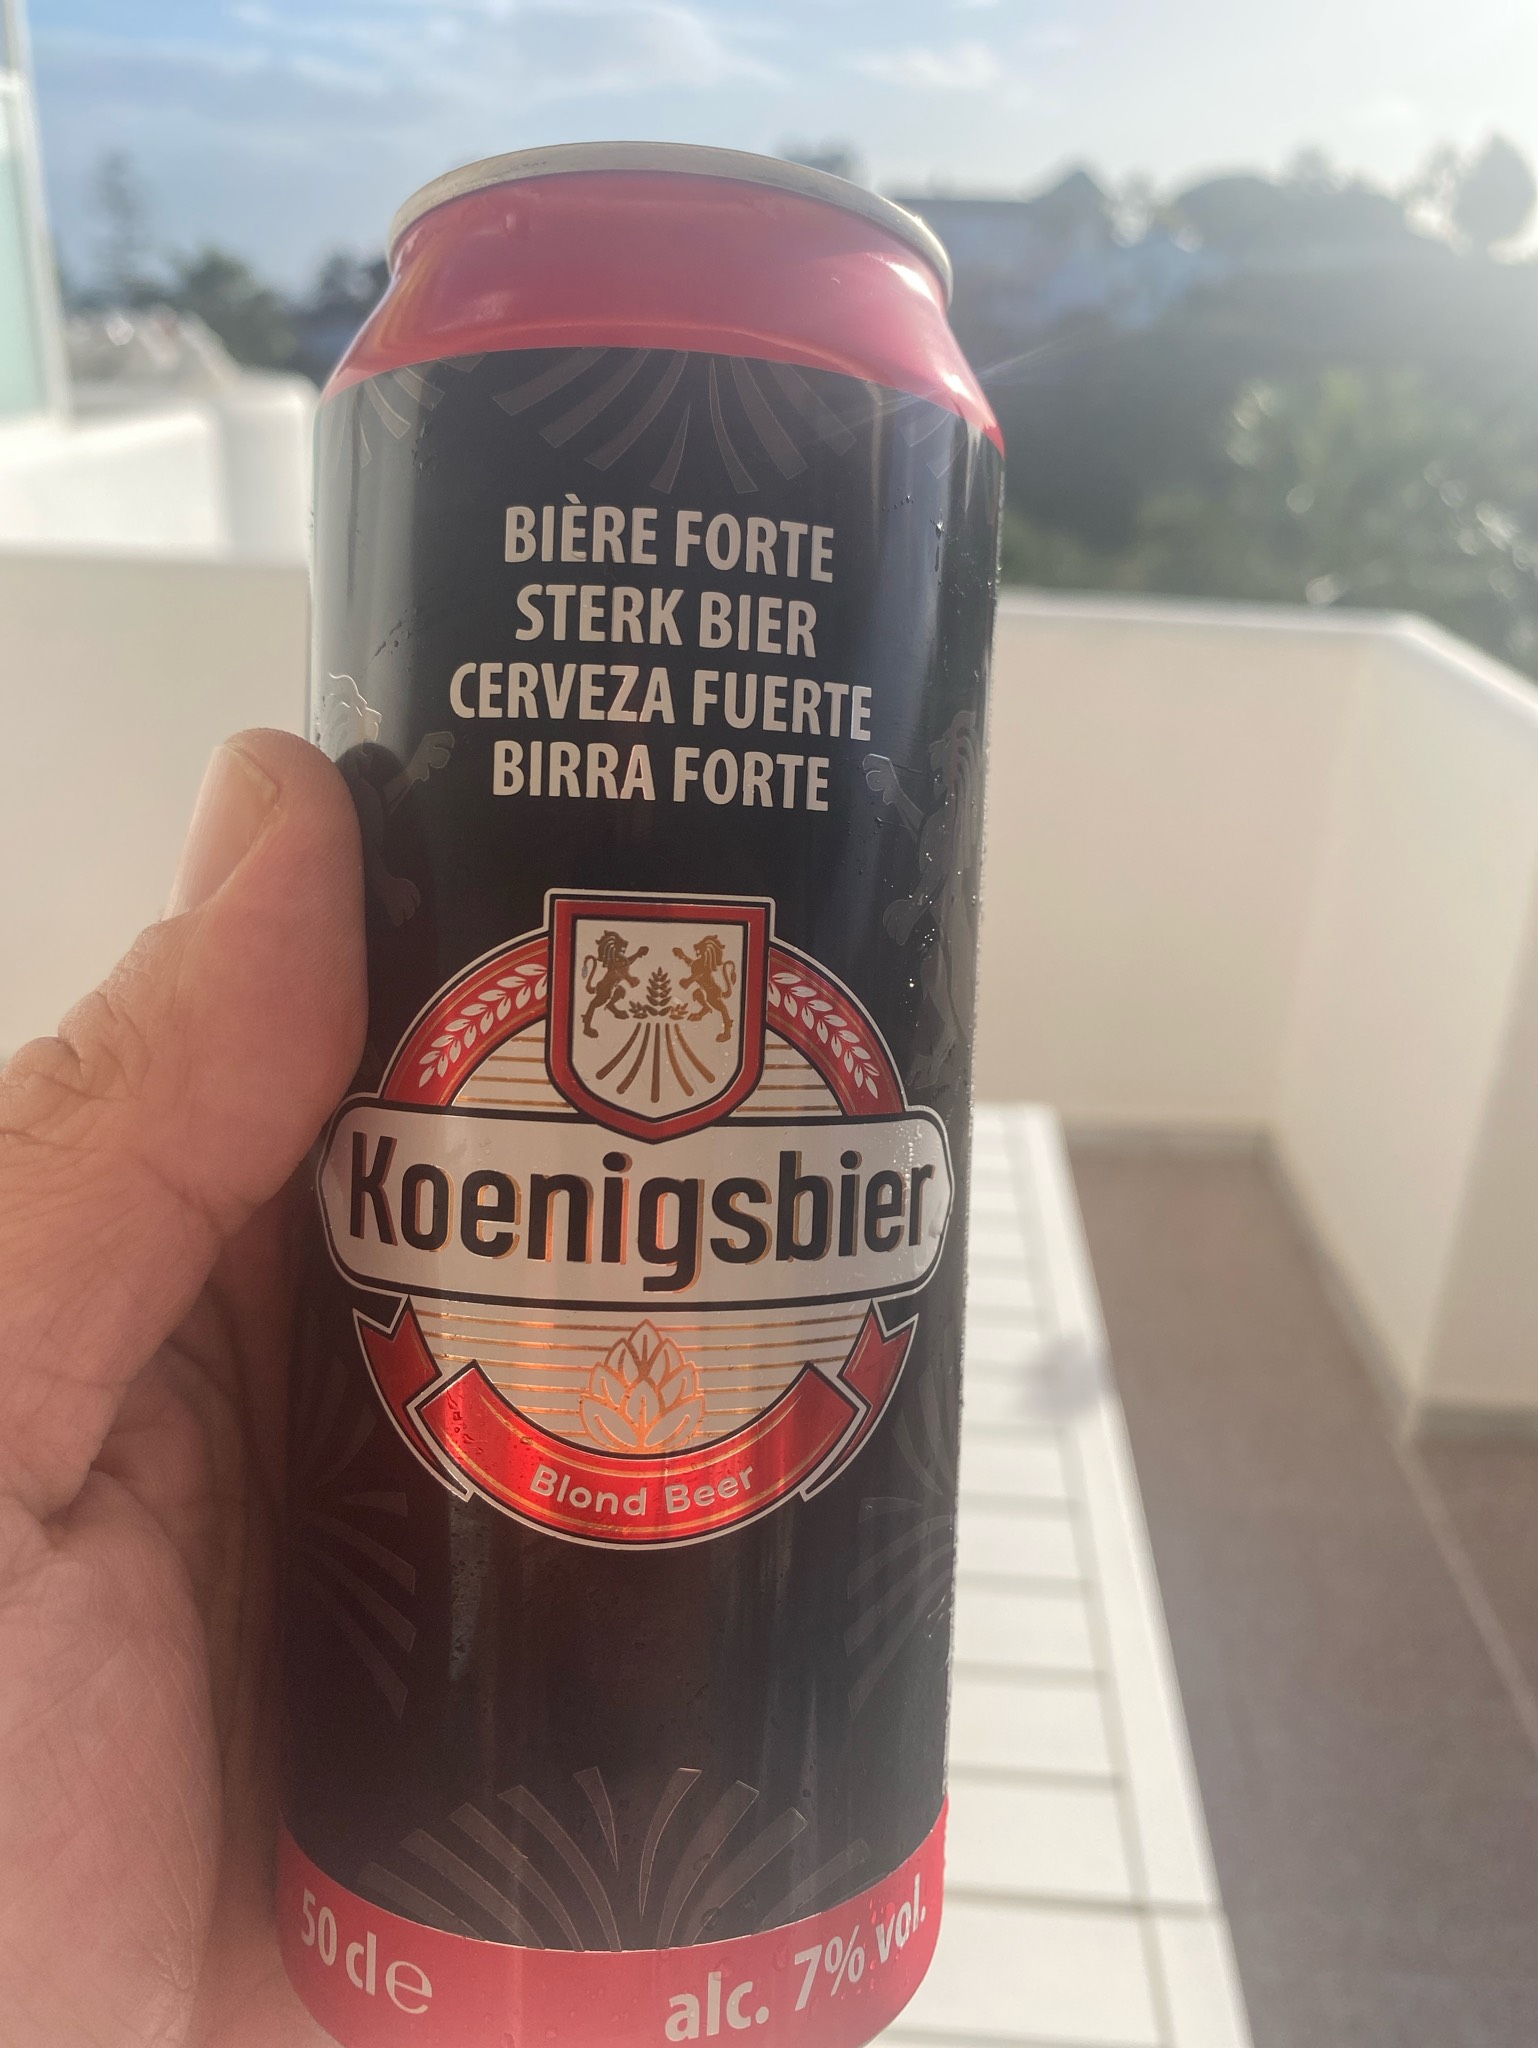 BIÈRE FORTE
STERK BIER
CERVEZA FUERTE
BIRRA FORTE
Koenigsbier
Blond Beer
50 cl e
alc. 7% vol.